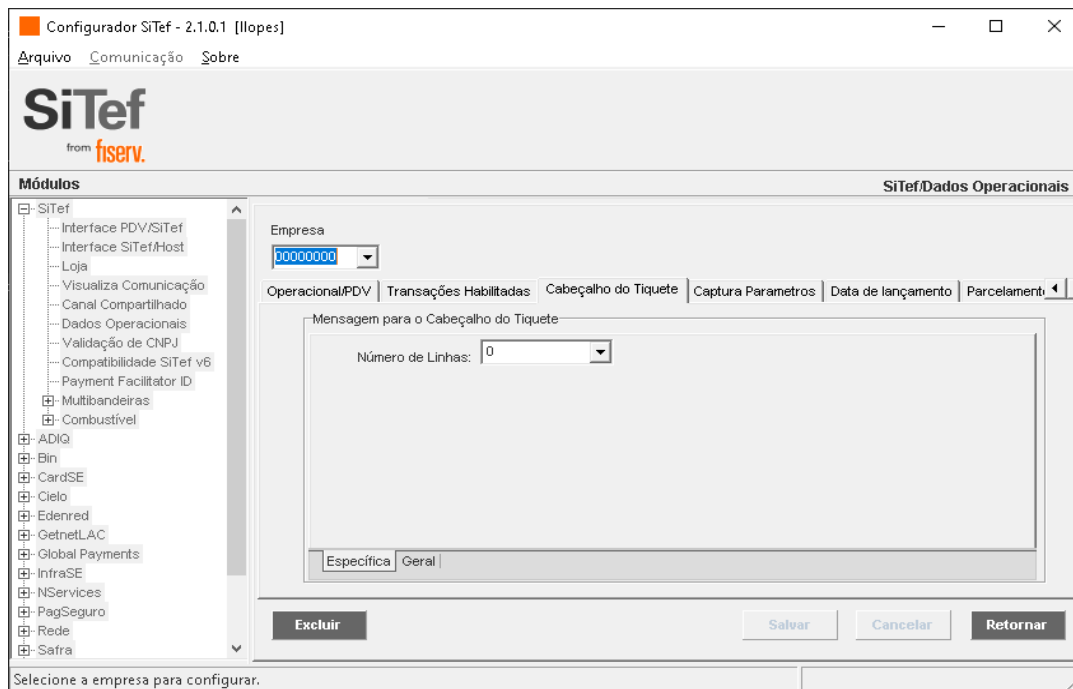 Configurador SiTef - 2.1.0.1 [llopes]
Arquivo Comunicação Sobre
SiTef
from fiserv.
Módulos
SiTef/Dados Operacionais
SiTef
Interface PDV/SiTef
Interface SiTef/Host
Loja
Visualiza Comunicação
Canal Compartilhado
Dados Operacionais
Validação de CNPJ
Compatibilidade SiTef v6
Payment Facilitator ID
Multibandeiras
Combustível
ADIQ
Bin
CardSE
Cielo
Edenred
GetnetLAC
Global Payments
InfraSE
NServices
PagSeguro
Rede
Safra
Empresa
00000000
Operacional/PDV Transações Habilitadas Cabeçalho do Tiquete Captura Parametros Data de lançamento Parcelamento
Mensagem para o Cabeçalho do Tiquete
Número de Linhas: 0
Específica Geral
Excluir Salvar Cancelar Retornar
Selecione a empresa para configurar.